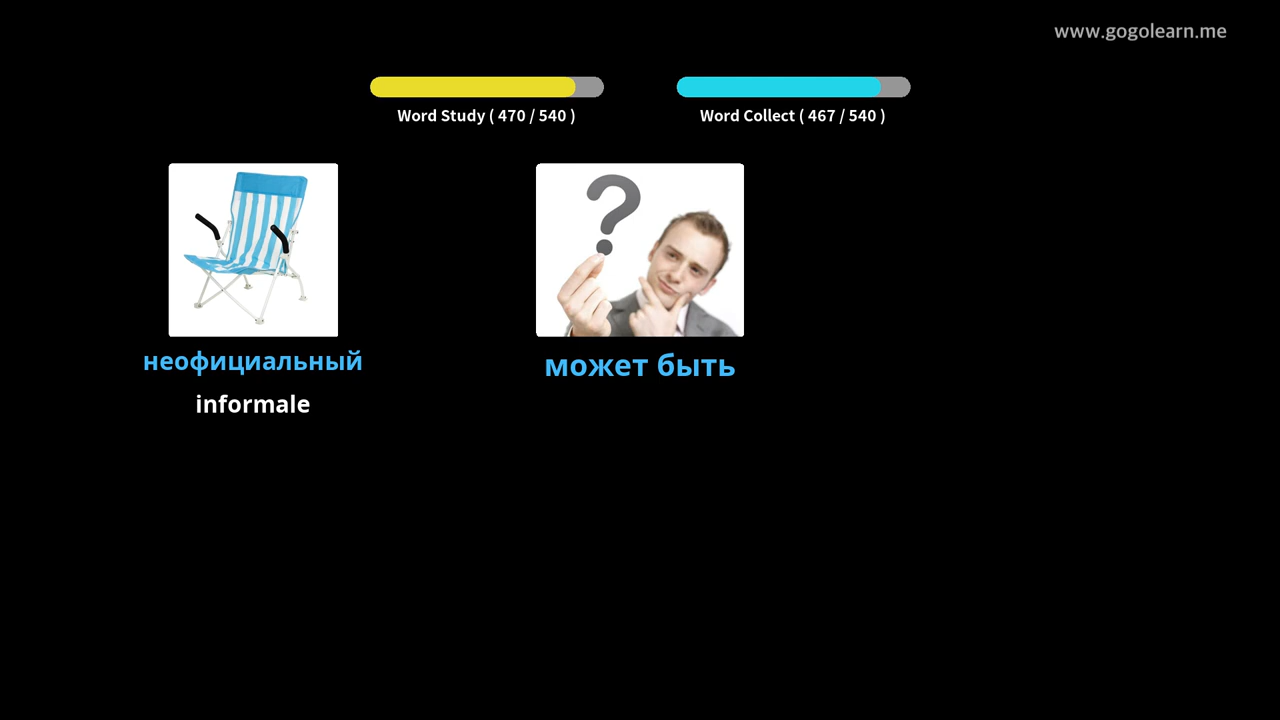 www.gogolearn.me
Word Study ( 470 / 540 )
Word Collect ( 467 / 540 )
неофициальный
informale
может быть